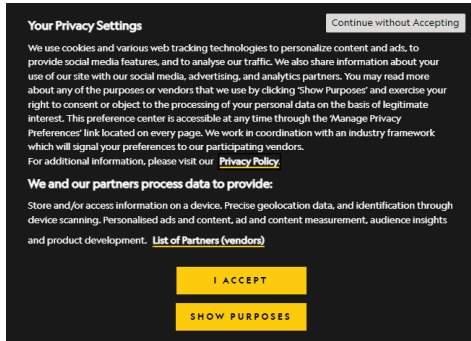 Your Privacy Settings
Continue without Accepting
We use cookies and various web tracking technologies to personalize content and ads, to
provide social media features, and to analyse our traffic. We also share information about your
use of our site with our social media, advertising, and analytics partners. You may read more
about any of the purposes or vendors that we use by clicking 'Show Purposes' and exercise your
right to consent or object to the processing of your personal data on the basis of legitimate
interest. This preference center is accessible at any time through the 'Manage Privacy
Preferences' link located on every page. We work in coordination with an industry framework
which will signal your preferences to our participating vendors.
For additional information, please visit our Privacy Policy.
We and our partners process data to provide:
Store and/or access information on a device. Precise geolocation data, and identification through
device scanning. Personalised ads and content, ad and content measurement, audience insights
and product development. List of Partners (vendors)
I ACCEPT
SHOW PURPOSES